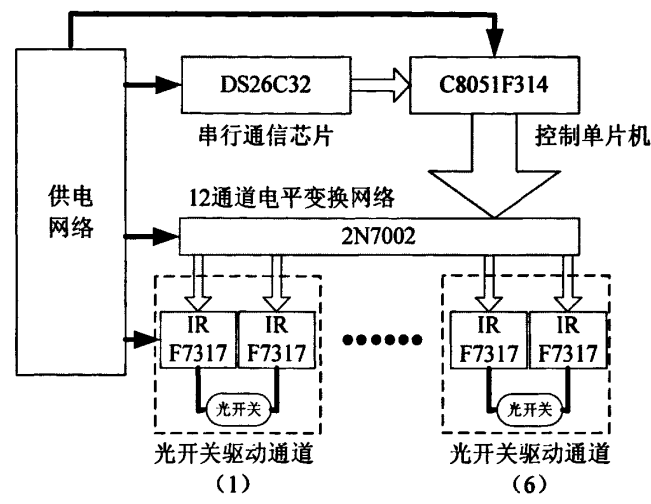 DS26C32
C8051F314
串行通信芯片
控制单片机
供电
网络
12通道电平变换网络
2N7002
IR
F7317
IR
F7317
IR
F7317
IR
F7317
光开关
光开关
光开关驱动通道
(1)
光开关驱动通道
(6)